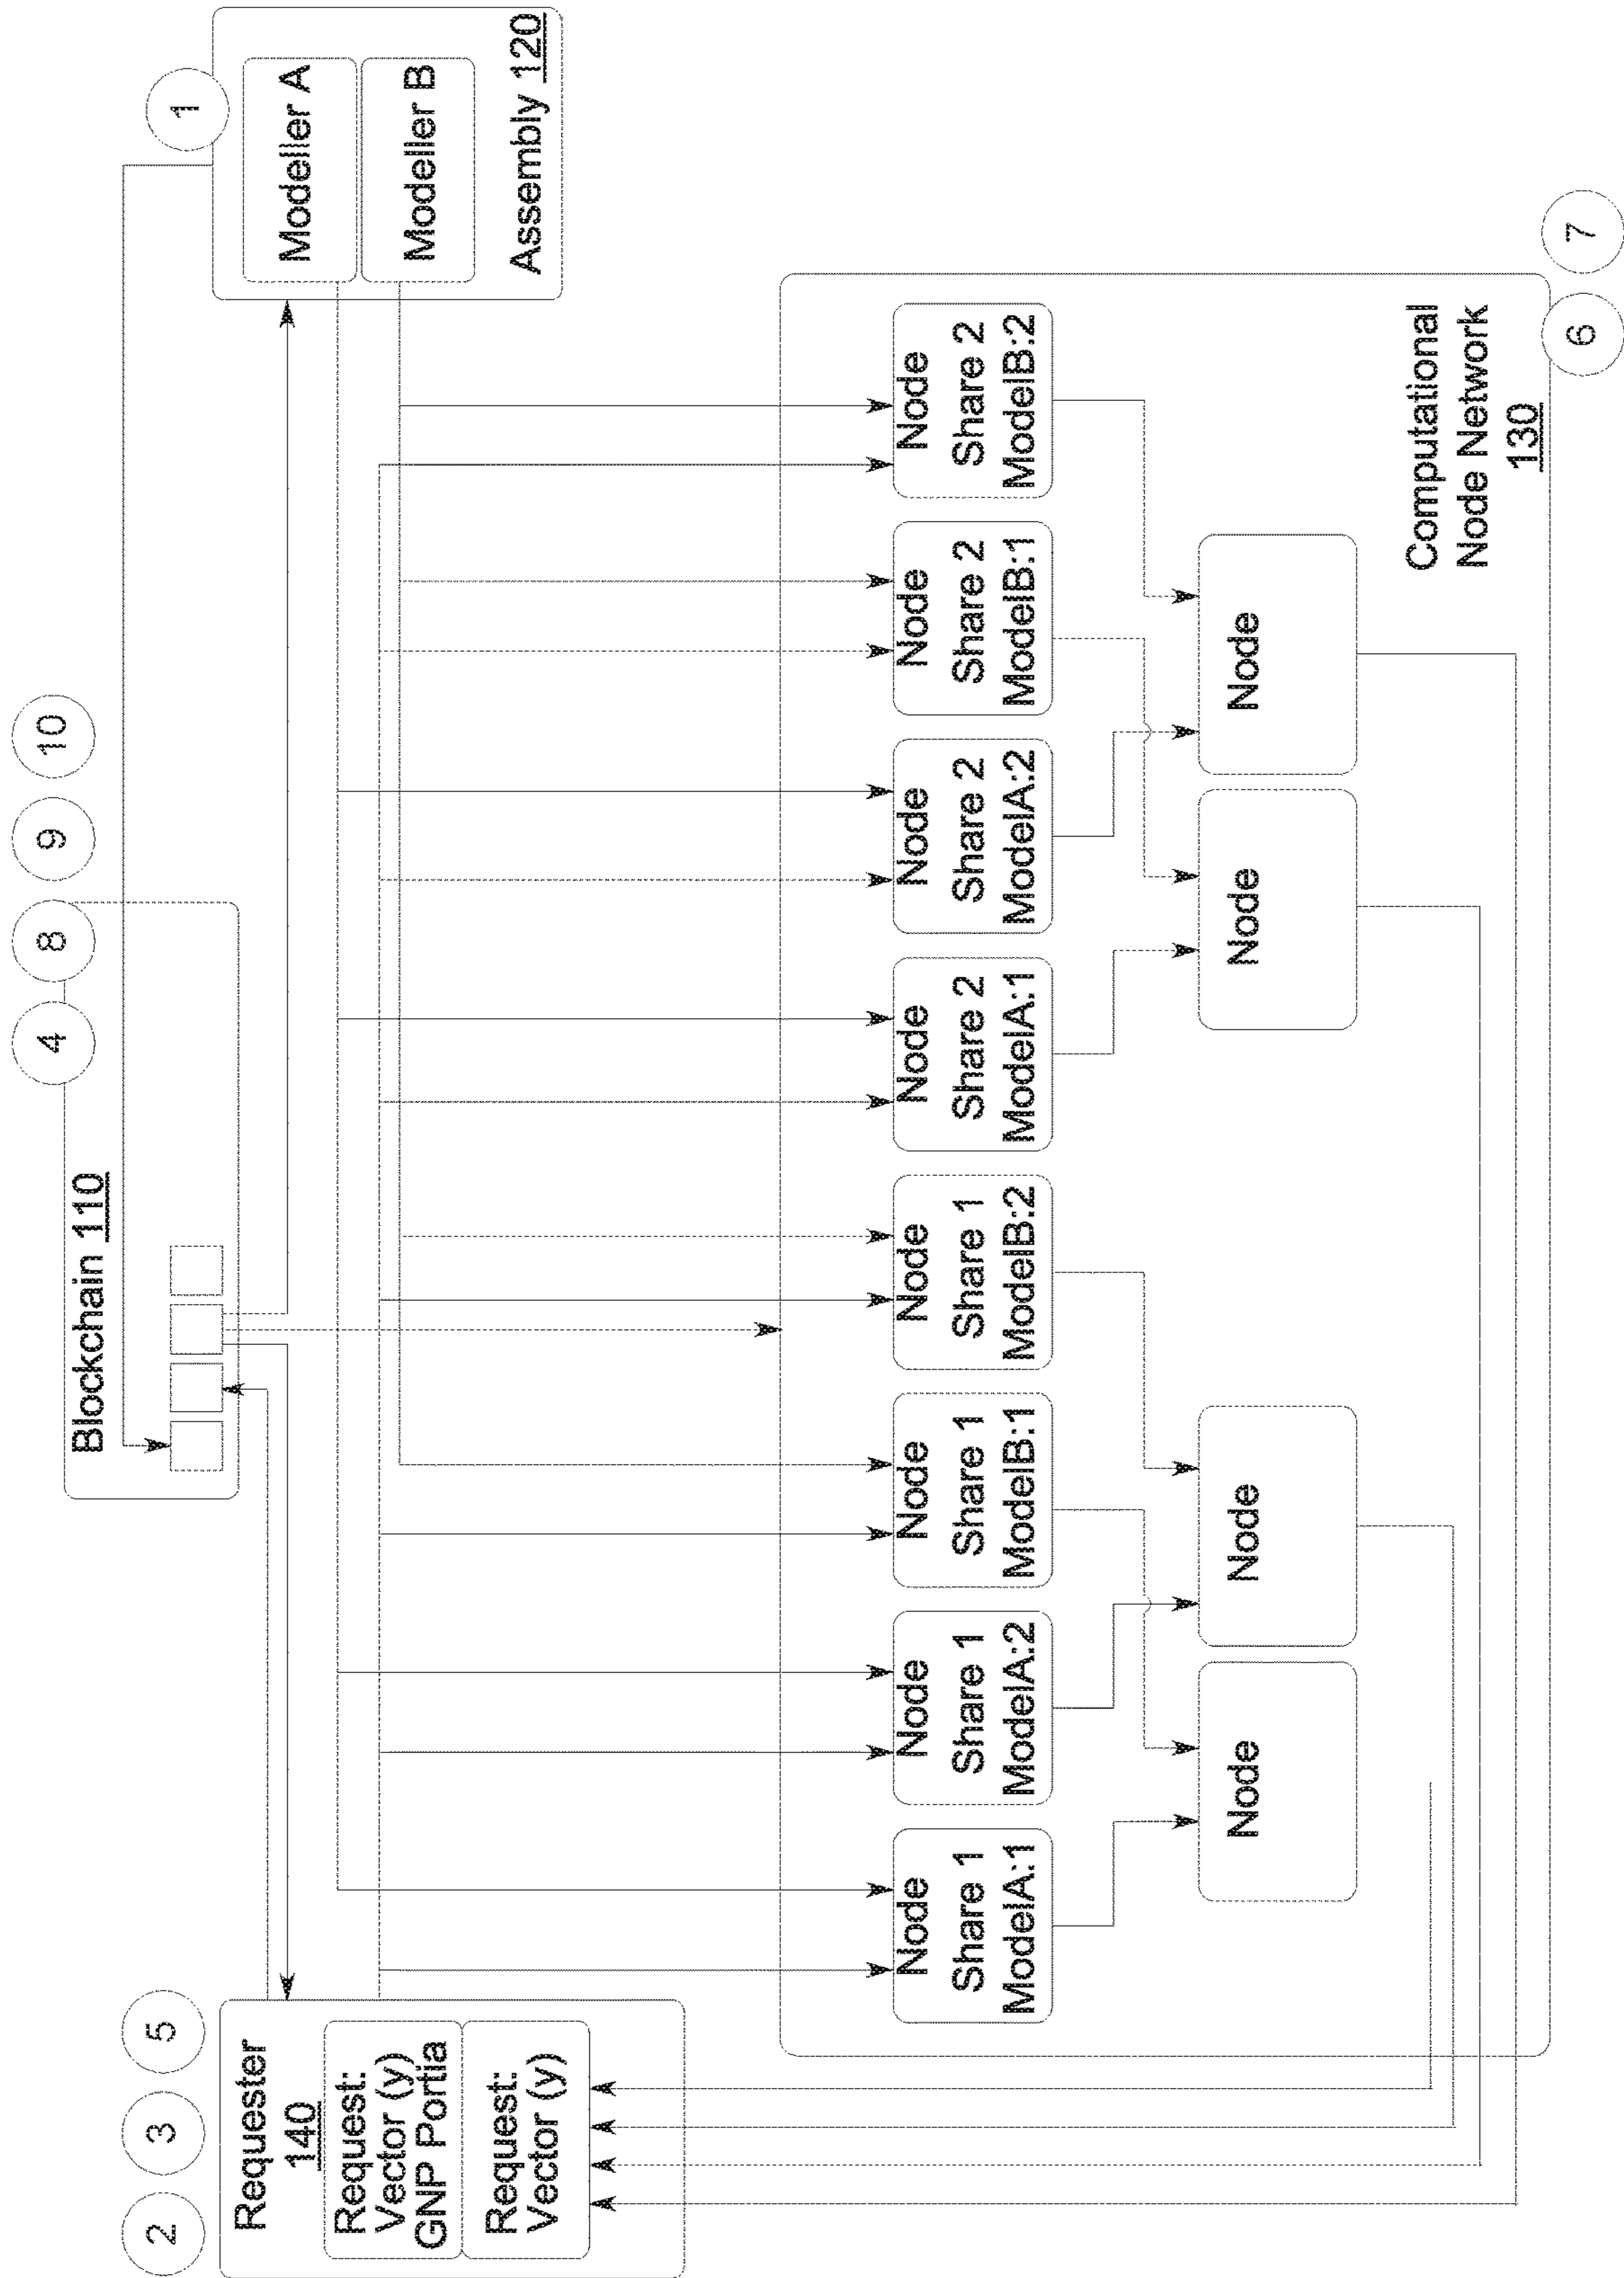 2
3
5
4
8
9
10
1
Requester
140
Request:
Vector (y)
GNP Portia
Request:
Vector (y)
Blockchain 110
Modeller A
Modeller B
Assembly 120
Node
Share 1
ModelA:1
Node
Share 1
ModelA:2
Node
Share 1
ModelB:1
Node
Share 1
ModelB:2
Node
Share 2
ModelA:1
Node
Share 2
ModelA:2
Node
Share 2
ModelB:1
Node
Share 2
ModelB:2
Node
Node
Node
Node
Computational
Node Network
130
6
7